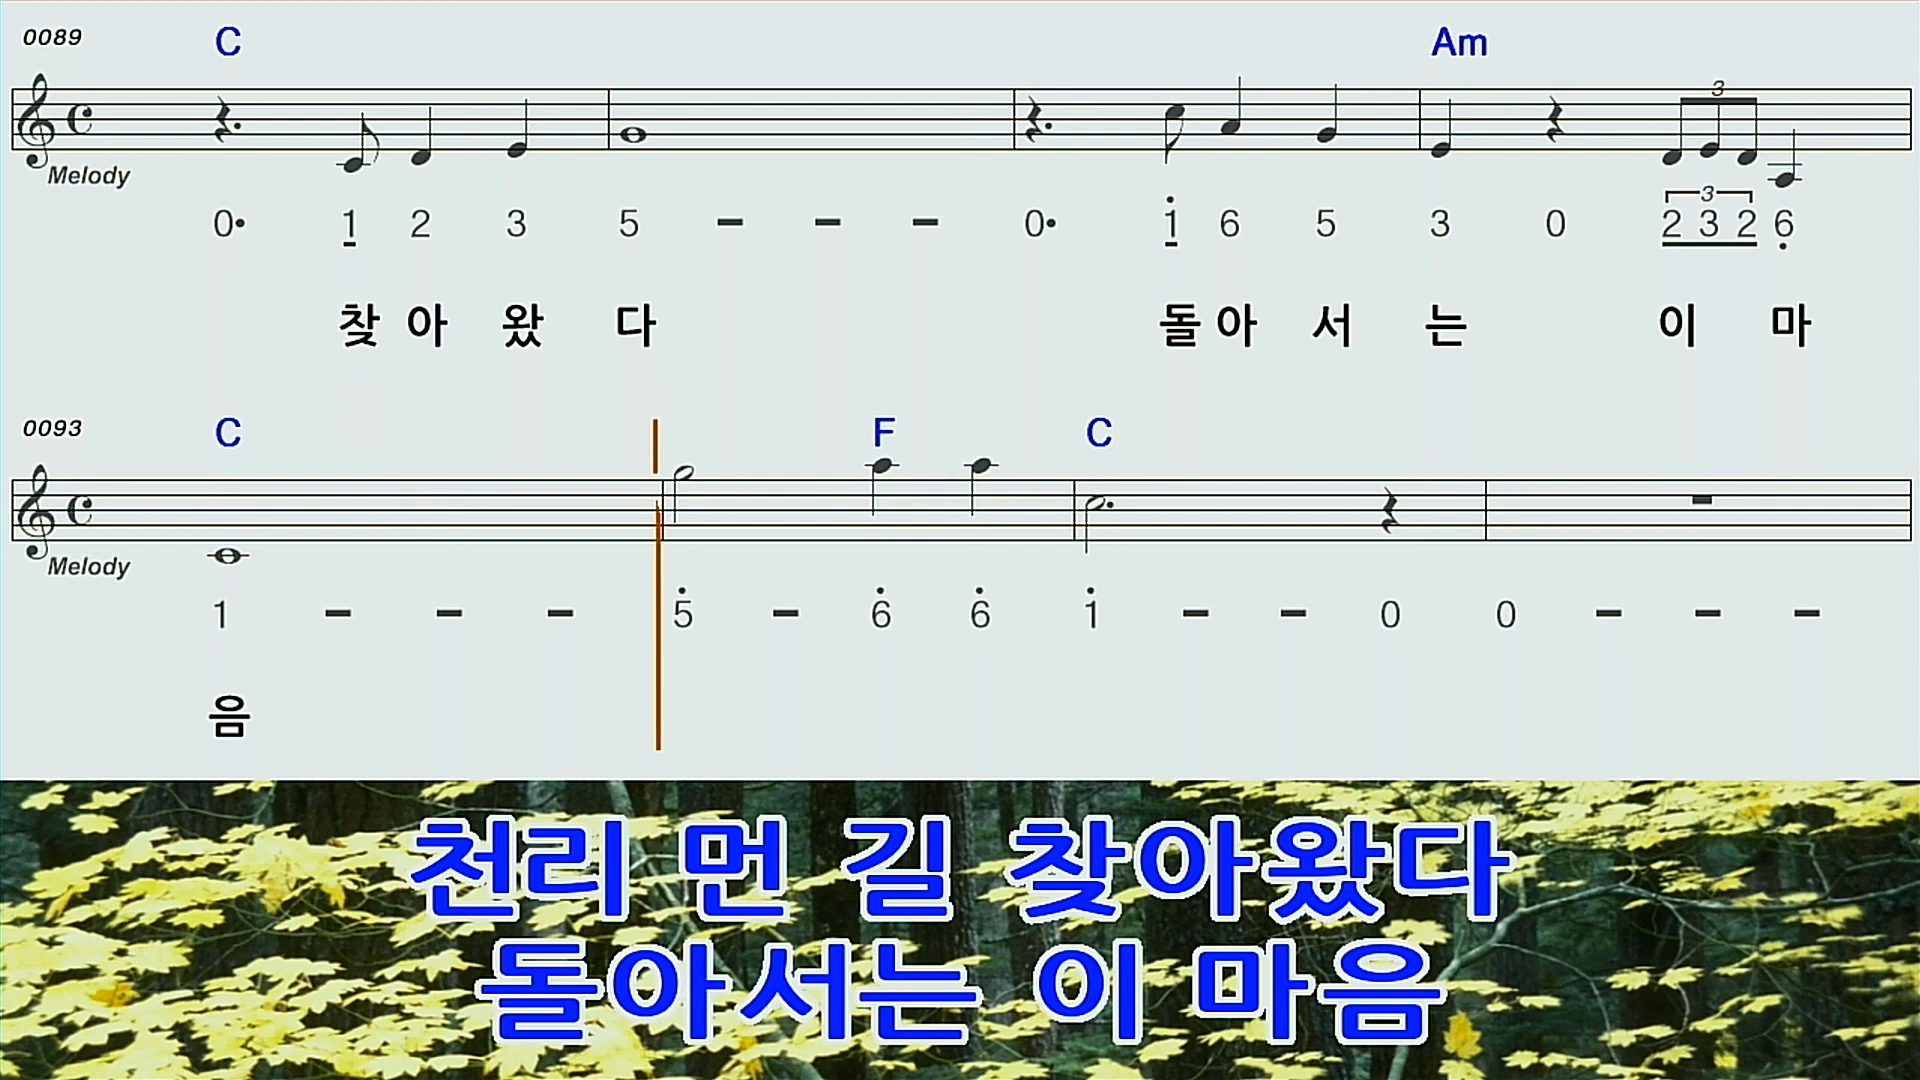 0089 C Am
3
Melody
3
0· 1 2 3 5 - - - 0· 1 6 5 3 0 2 3 2 6
찾 아 왔 다 돌 아 서 는 이 마
0093 C F C
Melody
1 - - - 5 - 6 6 1 - - 0 0 - - -
음
천리 먼 길 찾아왔다
돌아서는 이 마음